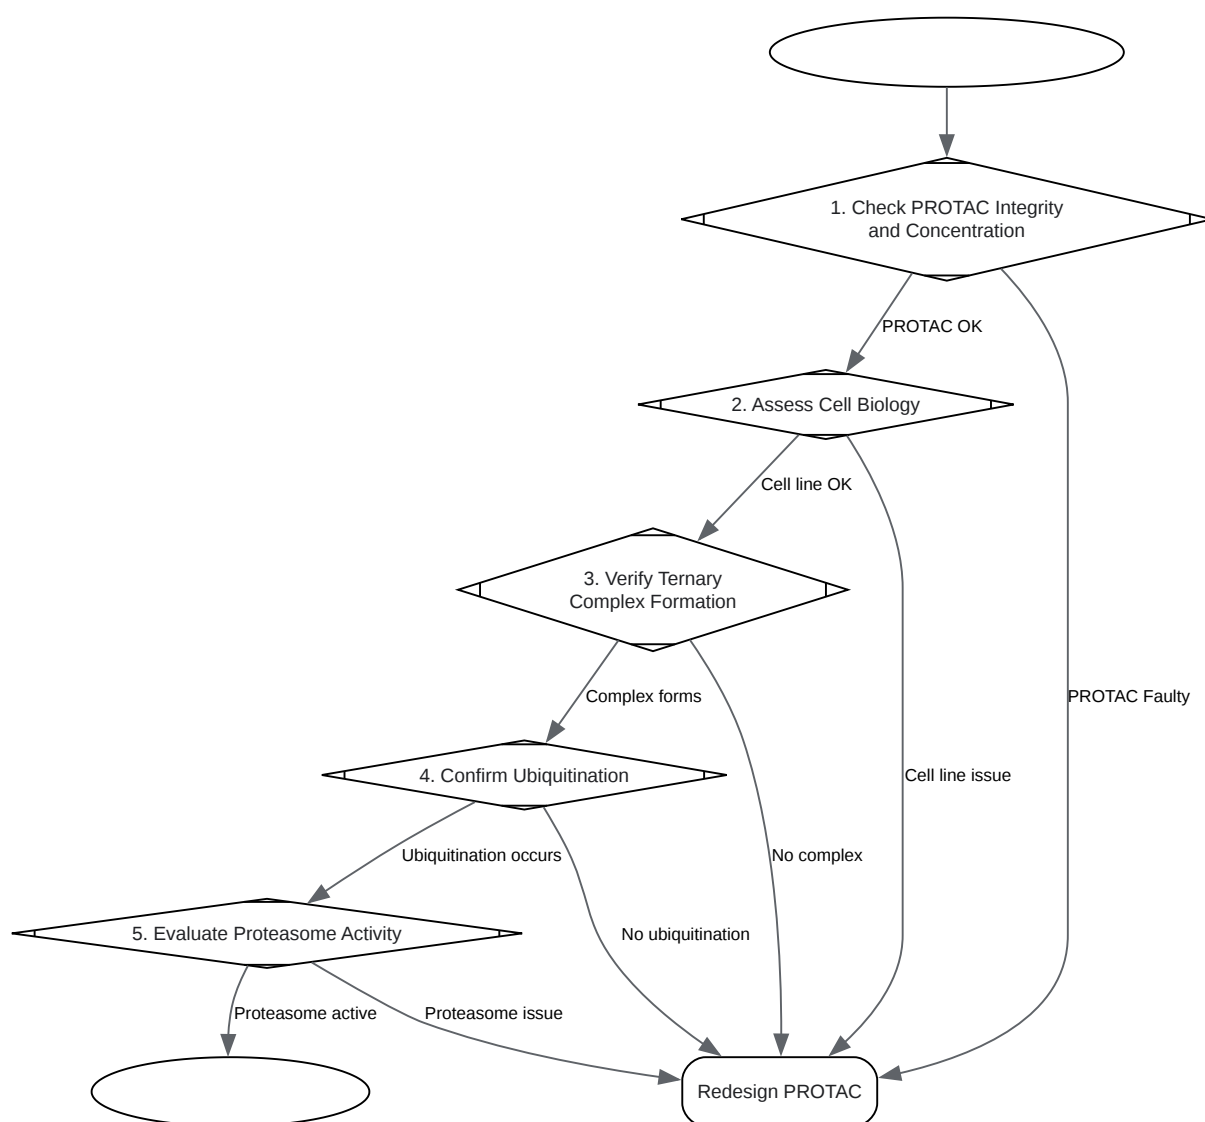 1. Check PROTAC Integrity
and Concentration
PROTAC OK
2. Assess Cell Biology
Cell line OK
3. Verify Ternary
Complex Formation
Complex forms
PROTAC Faulty
4. Confirm Ubiquitination
Cell line issue
Ubiquitination occurs
No complex
5. Evaluate Proteasome Activity
No ubiquitination
Proteasome active
Proteasome issue
Redesign PROTAC